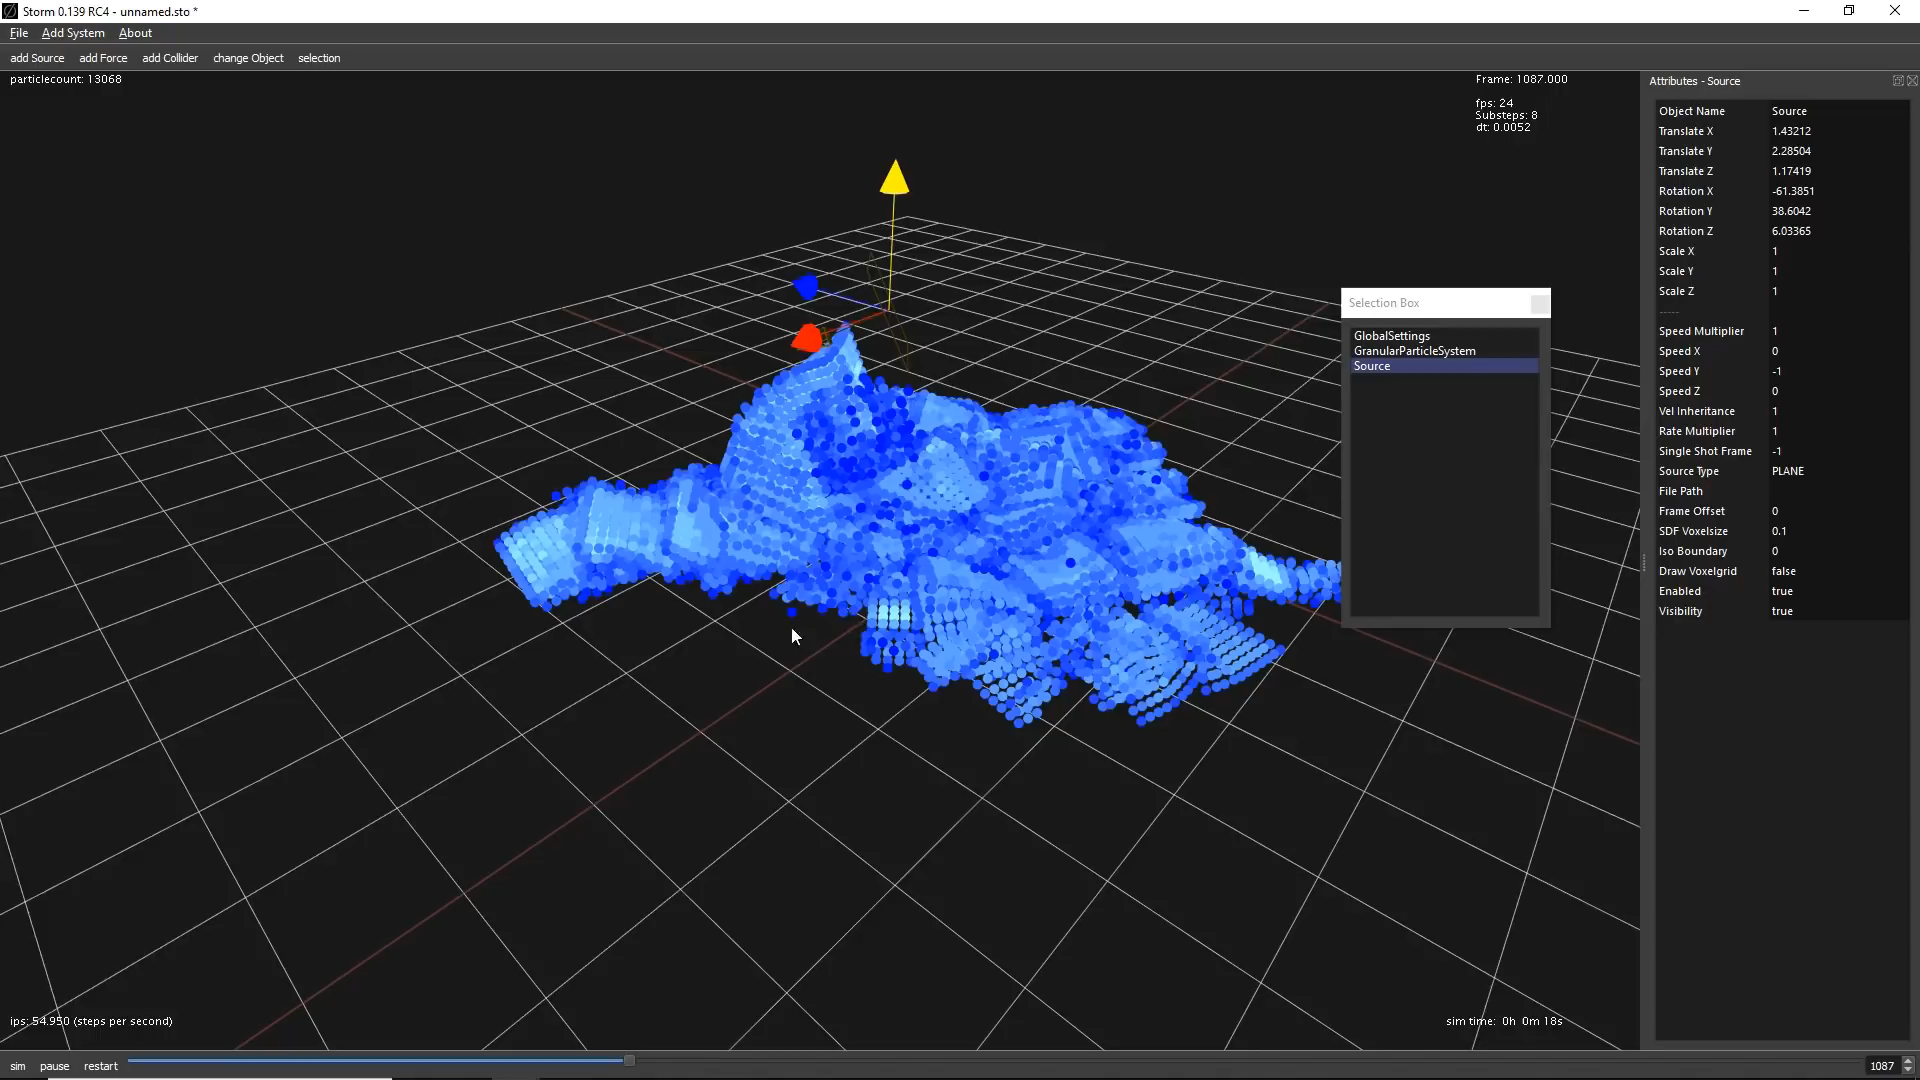 Storm 0.139 RC4 - unnamed.sto *
File Add System About
add Source add Force add Collider change Object selection
particlecount: 13068
Frame: 1087.000
fps: 24
Substeps: 8
dt: 0.0052
Selection Box
GlobalSettings
GranularParticleSystem
Source
Attributes - Source
Object Name Source
Translate X 1.43212
Translate Y 2.28504
Translate Z 1.17419
Rotation X -61.3851
Rotation Y 38.6042
Rotation Z 6.03365
Scale X 1
Scale Y 1
Scale Z 1
-----
Speed Multiplier 1
Speed X 0
Speed Y -1
Speed Z 0
Vel Inheritance 1
Rate Multiplier 1
Single Shot Frame -1
Source Type PLANE
File Path
Frame Offset 0
SDF Voxelsize 0.1
Iso Boundary 0
Draw Voxelgrid false
Enabled true
Visibility true
ips: 54.950 (steps per second)
sim time: 0h 0m 18s
sim pause restart
1087